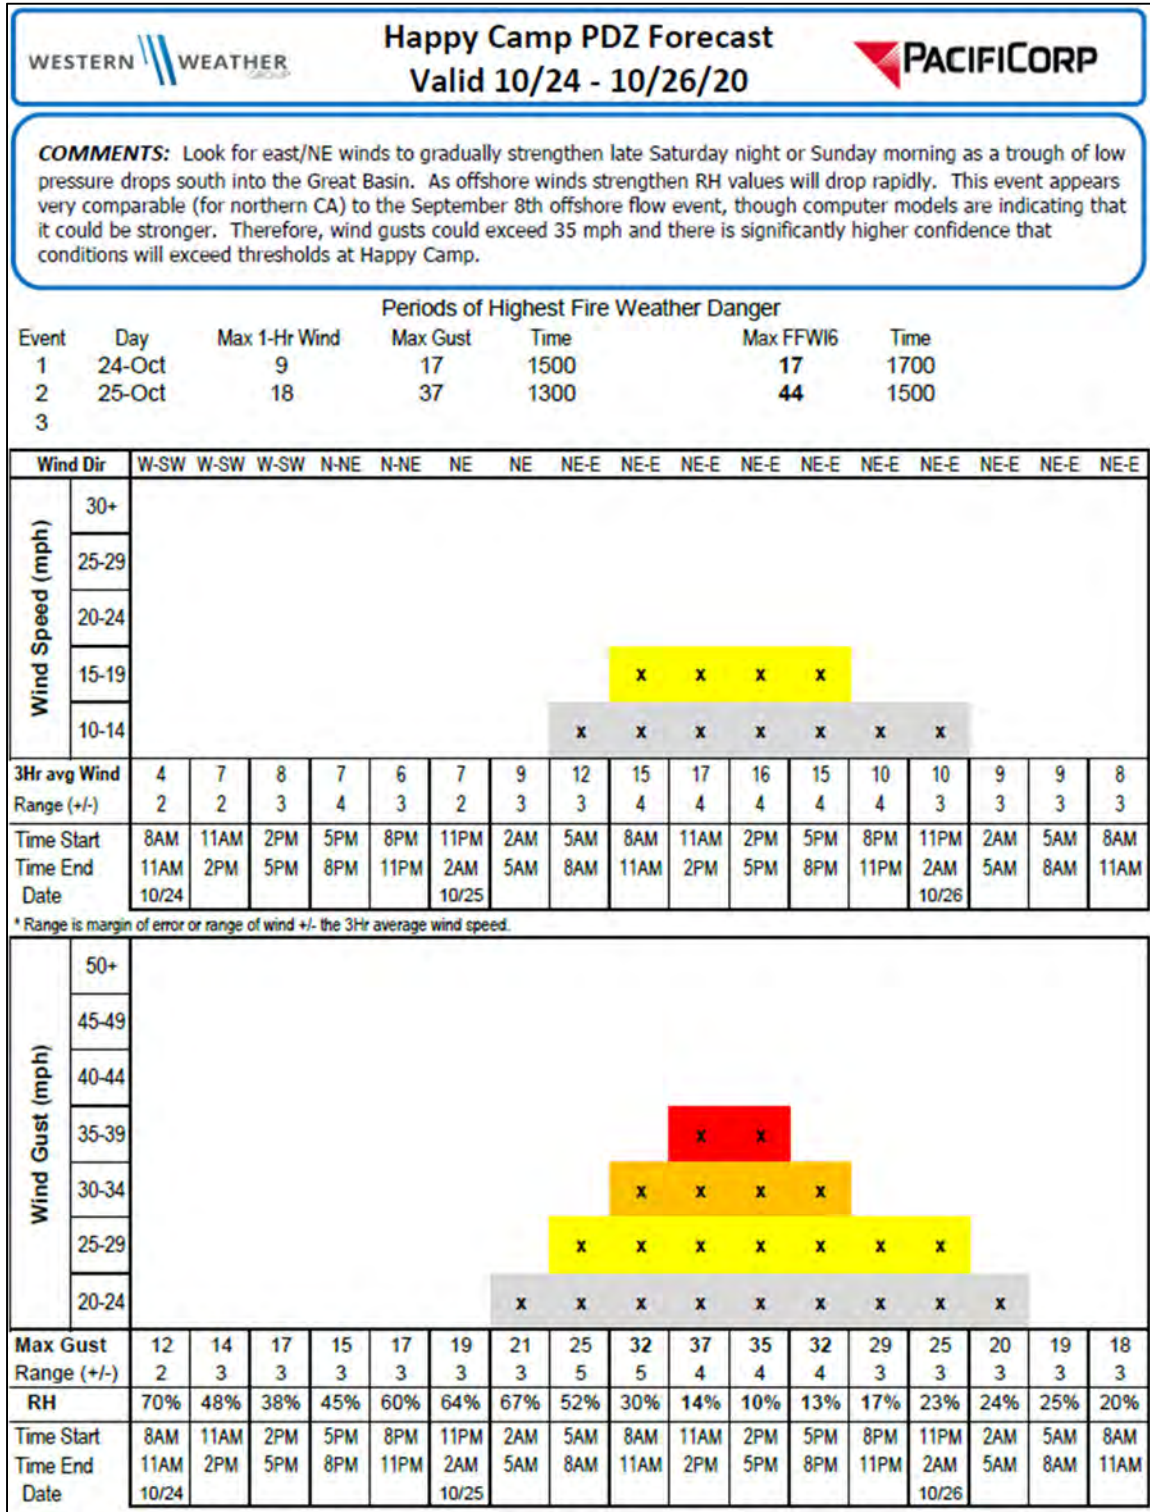 WESTERN WEATHER
GROUP
Happy Camp PDZ Forecast
Valid 10/24 - 10/26/20
PACIFICORP
COMMENTS: Look for east/NE winds to gradually strengthen late Saturday night or Sunday morning as a trough of low
pressure drops south into the Great Basin. As offshore winds strengthen RH values will drop rapidly. This event appears
very comparable (for northern CA) to the September 8th offshore flow event, though computer models are indicating that
it could be stronger. Therefore, wind gusts could exceed 35 mph and there is significantly higher confidence that
conditions will exceed thresholds at Happy Camp.
Periods of Highest Fire Weather Danger
Event Day Max 1-Hr Wind Max Gust Time Max FFWI6 Time
1 24-Oct 9 17 1500 17 1700
2 25-Oct 18 37 1300 44 1500
3
Wind Dir W-SW W-SW W-SW N-NE N-NE NE NE NE-E NE-E NE-E NE-E NE-E NE-E NE-E NE-E NE-E NE-E
Wind Speed (mph)
30+
25-29
20-24
15-19 x x x x
10-14 x x x x x x x
3Hr avg Wind 4 7 8 7 6 7 9 12 15 17 16 15 10 10 9 9 8
Range (+/-) 2 2 3 4 3 2 3 3 4 4 4 4 4 3 3 3 3
Time Start 8AM 11AM 2PM 5PM 8PM 11PM 2AM 5AM 8AM 11AM 2PM 5PM 8PM 11PM 2AM 5AM 8AM
Time End 11AM 2PM 5PM 8PM 11PM 2AM 5AM 8AM 11AM 2PM 5PM 8PM 11PM 2AM 5AM 8AM 11AM
Date 10/24 10/25 10/26
* Range is margin of error or range of wind +/- the 3Hr average wind speed.
Wind Gust (mph)
50+
45-49
40-44
35-39 x x
30-34 x x x x
25-29 x x x x x x x
20-24 x x x x x x x x x
Max Gust 12 14 17 15 17 19 21 25 32 37 35 32 29 25 20 19 18
Range (+/-) 2 3 3 3 3 3 3 5 5 4 4 4 3 3 3 3 3
RH 70% 48% 38% 45% 60% 64% 67% 52% 30% 14% 10% 13% 17% 23% 24% 25% 20%
Time Start 8AM 11AM 2PM 5PM 8PM 11PM 2AM 5AM 8AM 11AM 2PM 5PM 8PM 11PM 2AM 5AM 8AM
Time End 11AM 2PM 5PM 8PM 11PM 2AM 5AM 8AM 11AM 2PM 5PM 8PM 11PM 2AM 5AM 8AM 11AM
Date 10/24 10/25 10/26